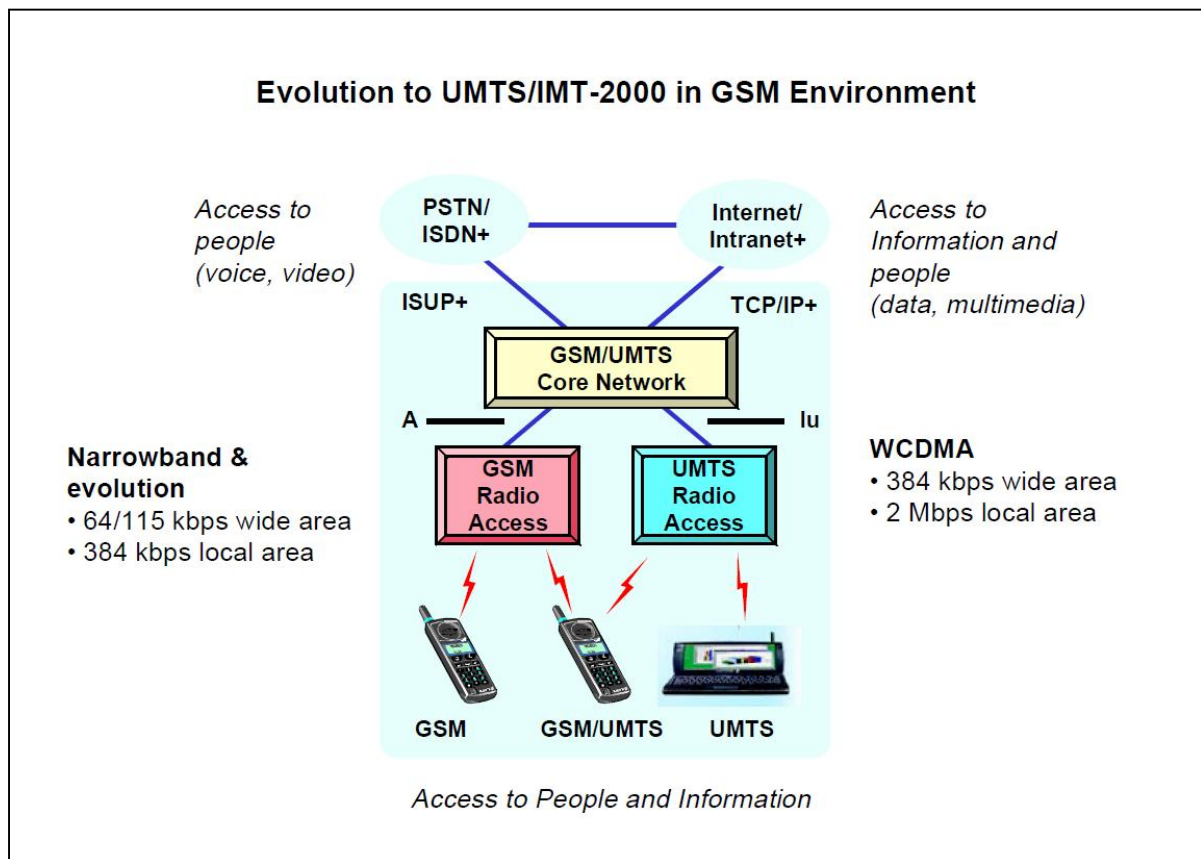 Evolution to UMTS/IMT-2000 in GSM Environment
Access to
people
(voice, video)
PSTN/
ISDN+
Internet/
Intranet+
Access to
Information and
people
(data, multimedia)
ISUP+
TCP/IP+
GSM/UMTS
Core Network
A
Iu
Narrowband &
evolution
• 64/115 kbps wide area
• 384 kbps local area
GSM
Radio
Access
UMTS
Radio
Access
WCDMA
• 384 kbps wide area
• 2 Mbps local area
GSM
GSM/UMTS
UMTS
Access to People and Information